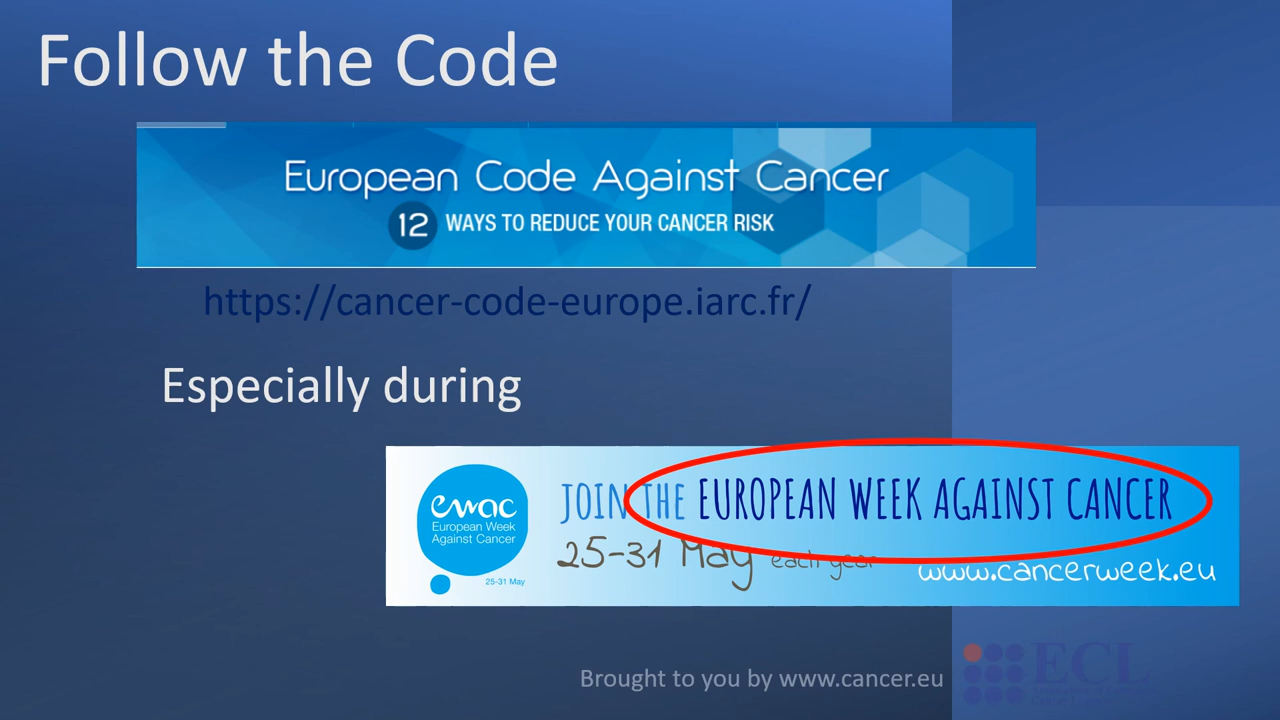 Follow the Code
European Code Against Cancer
12 WAYS TO REDUCE YOUR CANCER RISK
https://cancer-code-europe.iarc.fr/
Especially during
ewac
European Week
Against Cancer
25-31 May
JOIN THE EUROPEAN WEEK AGAINST CANCER
25-31 May each year
www.cancerweek.eu
Brought to you by www.cancer.eu
ECL